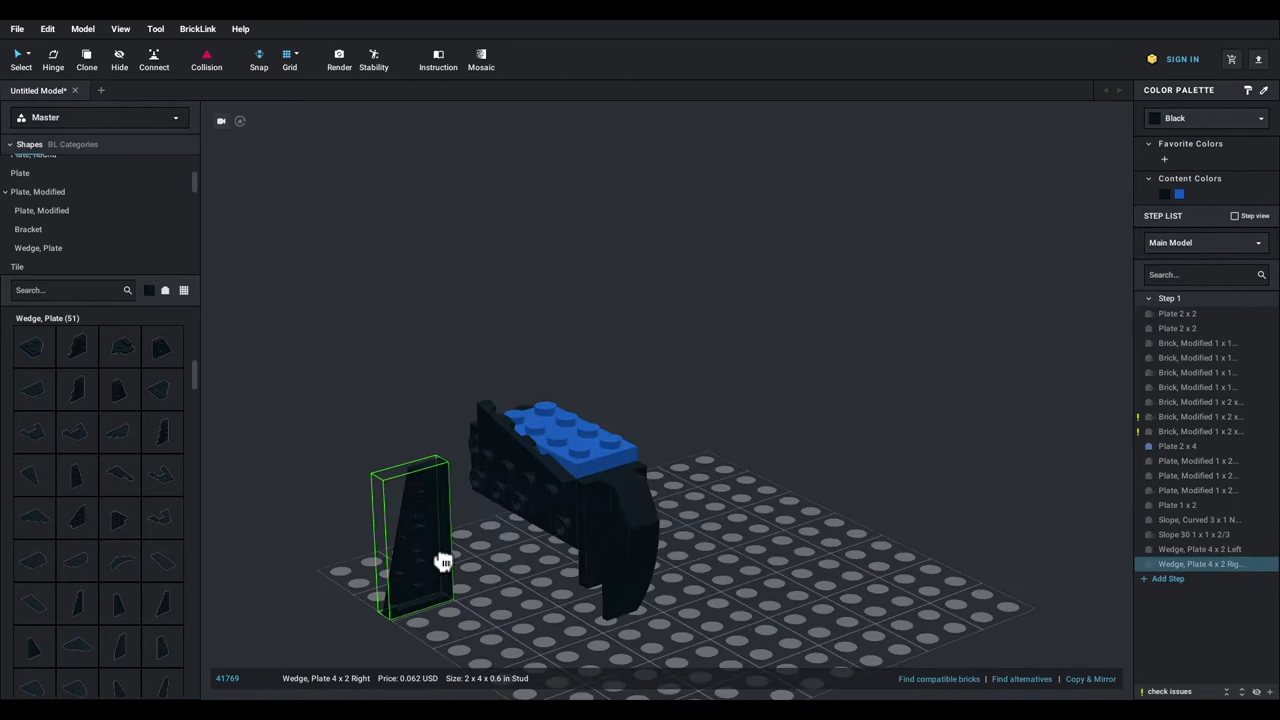 File Edit Model View Tool BrickLink Help
Select Hinge Clone Hide Connect Collision Snap Grid Render Stability Instruction Mosaic SIGN IN
Untitled Model*
COLOR PALETTE
Master
Black
Shapes BL Categories
Favorite Colors
Plate, Round
Plate
Plate, Modified
Content Colors
Plate, Modified
STEP LIST Step view
Bracket
Main Model
Wedge, Plate
Tile
Search...
Search...
Step 1
Wedge, Plate (51)
Plate 2 x 2
Plate 2 x 2
Brick, Modified 1 x 1...
Brick, Modified 1 x 1...
Brick, Modified 1 x 1...
Brick, Modified 1 x 1...
Brick, Modified 1 x 2 x...
Brick, Modified 1 x 2 x...
Brick, Modified 1 x 2 x...
Plate 2 x 4
Plate, Modified 1 x 2...
Plate, Modified 1 x 2...
Plate, Modified 1 x 2...
Plate 1 x 2
Slope, Curved 3 x 1 N...
Slope 30 1 x 1 x 2/3
Wedge, Plate 4 x 2 Left
Wedge, Plate 4 x 2 Rig...
Add Step
41769 Wedge, Plate 4 x 2 Right Price: 0.062 USD Size: 2 x 4 x 0.6 in Stud Find compatible bricks | Find alternatives | Copy & Mirror
check issues